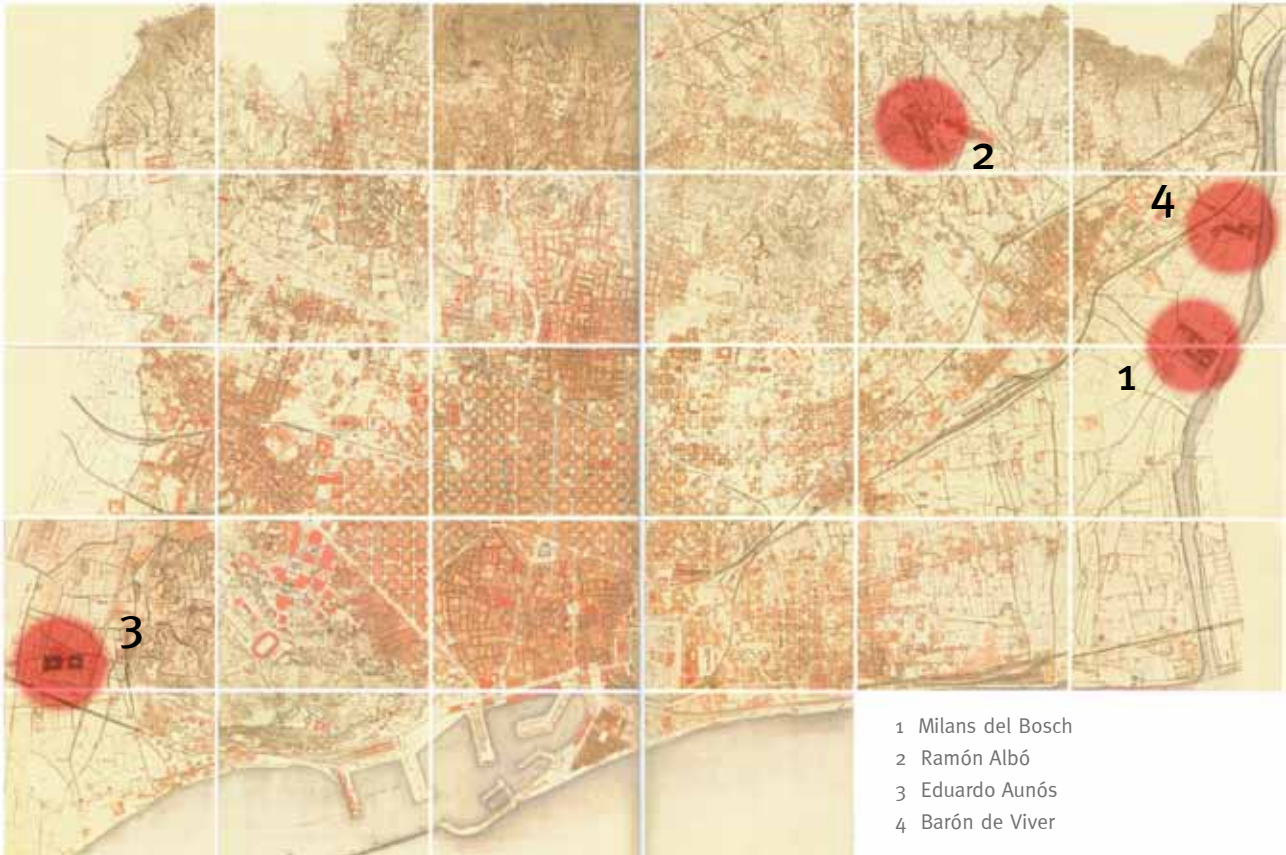 2
4
1
3
1 Milans del Bosch
2 Ramón Albó
3 Eduardo Aunós
4 Barón de Viver